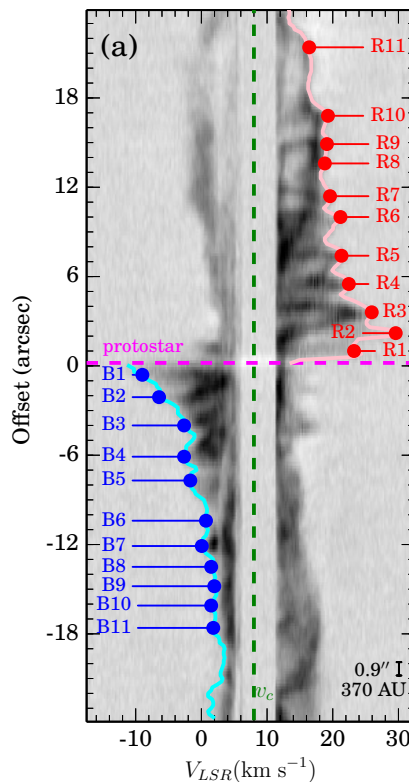 (a)
R11
18
R10
R9
R8
12
R7
R6
R5
6
R4
R3
R2
protostar
R1
0
B1
B2
B3
B4
-6
B5
B6
-12
B7
B8
B9
B10
B11
-18
0.9″
370 AU
v_c
-10 0 10 20 30
V_LSR(km s⁻¹)
Offset (arcsec)